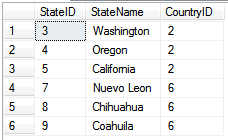 StateID StateName CountryID
1 3 Washington 2
2 4 Oregon 2
3 5 California 2
4 7 Nuevo Leon 6
5 8 Chihuahua 6
6 9 Coahuila 6